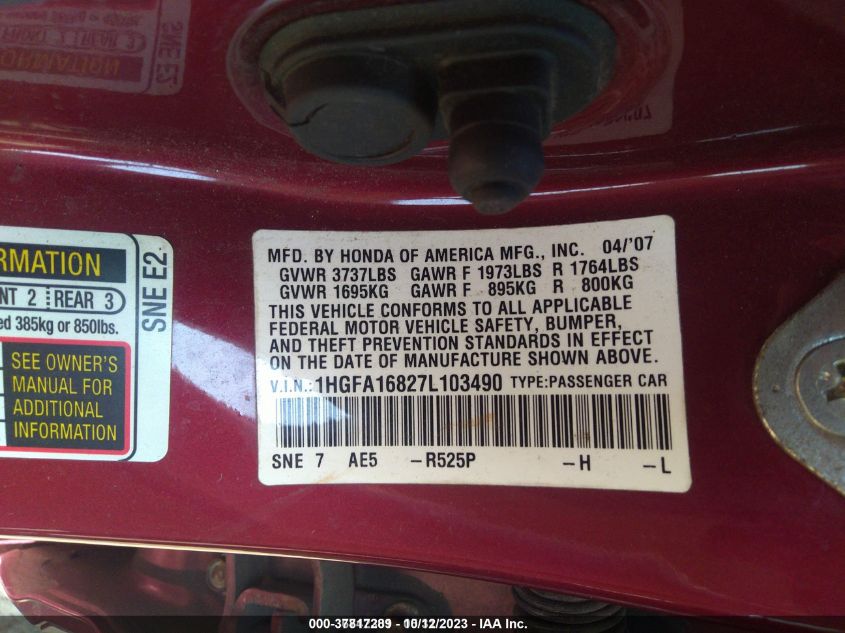 RMATION
NT 2 REAR 3
ed 385kg or 850lbs.
SEE OWNER'S
MANUAL FOR
ADDITIONAL
INFORMATION
SNE E2
MFD. BY HONDA OF AMERICA MFG., INC. 04/'07
GVWR 3737LBS GAWR F 1973LBS R 1764LBS
GVWR 1695KG GAWR F 895KG R 800KG
THIS VEHICLE CONFORMS TO ALL APPLICABLE
FEDERAL MOTOR VEHICLE SAFETY, BUMPER,
AND THEFT PREVENTION STANDARDS IN EFFECT
ON THE DATE OF MANUFACTURE SHOWN ABOVE.
V.I.N.: 1HGFA16827L103490 TYPE:PASSENGER CAR
SNE 7 AE5 -R525P -H -L
- IAA Inc.